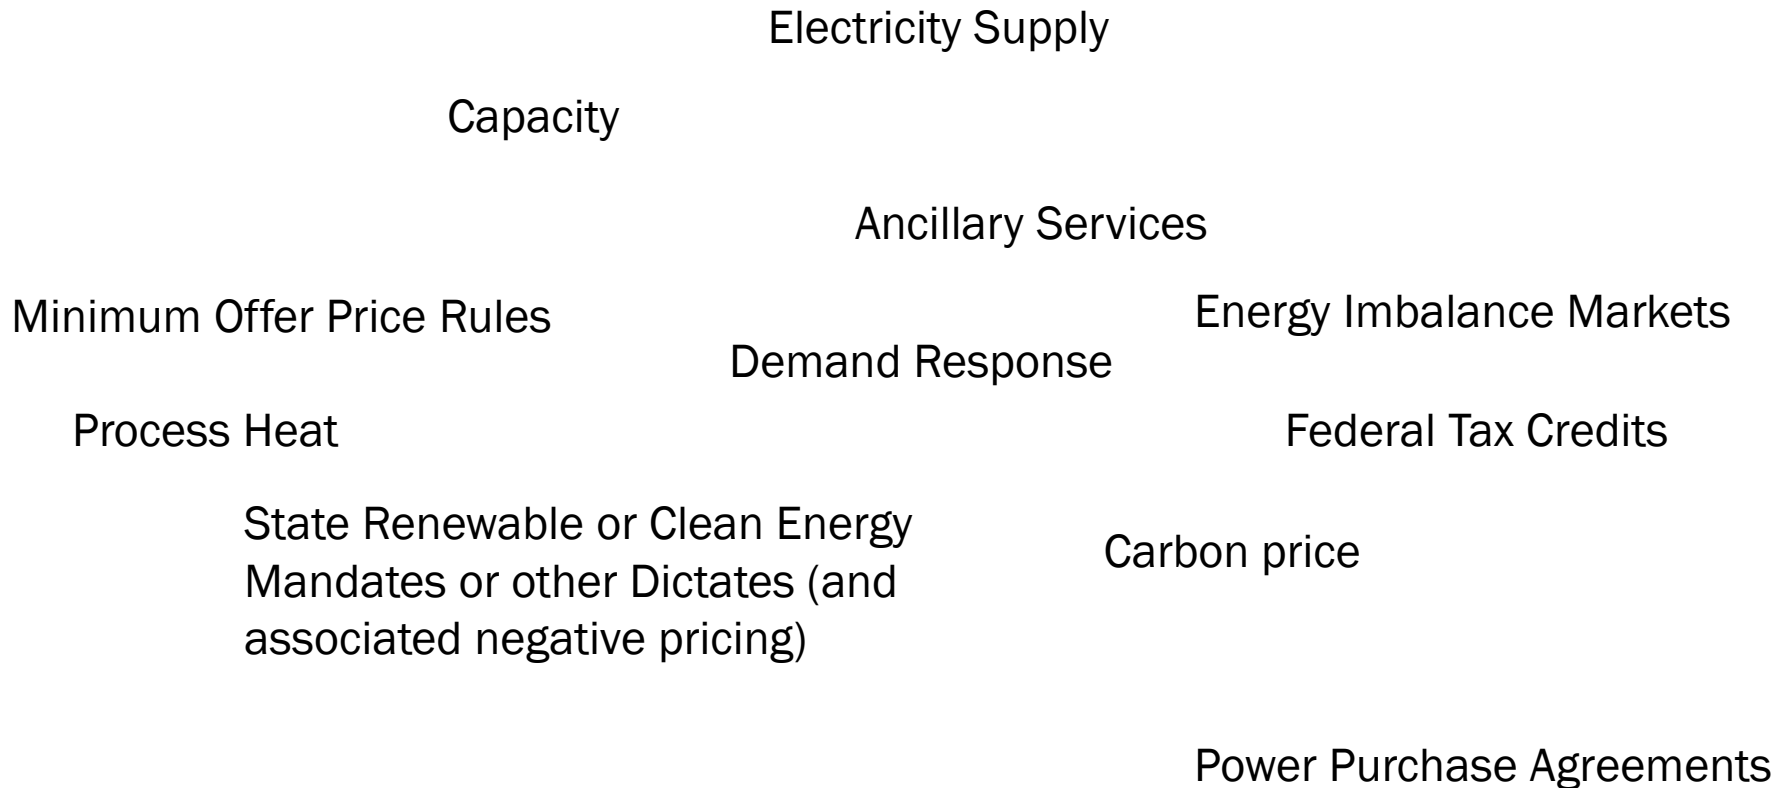 Electricity Supply
Capacity
Ancillary Services
Minimum Offer Price Rules
Energy Imbalance Markets
Demand Response
Process Heat
Federal Tax Credits
State Renewable or Clean Energy
Mandates or other Dictates (and
associated negative pricing)
Carbon price
Power Purchase Agreements